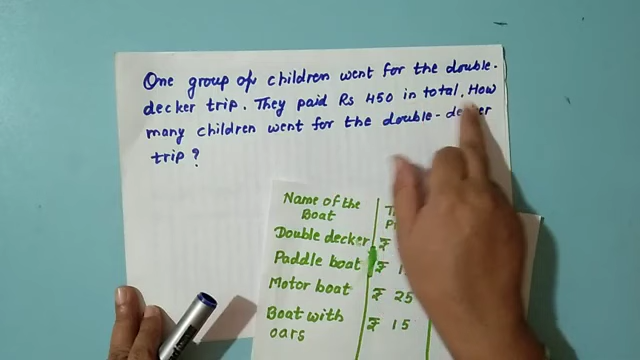 One group of children went for the double-
decker trip. They paid Rs 450 in total. How
many children went for the double-decker
trip?
Name of the
Boat
Double decker ₹
Paddle boat ₹
Motor boat ₹ 25
Boat with ₹ 15
oars